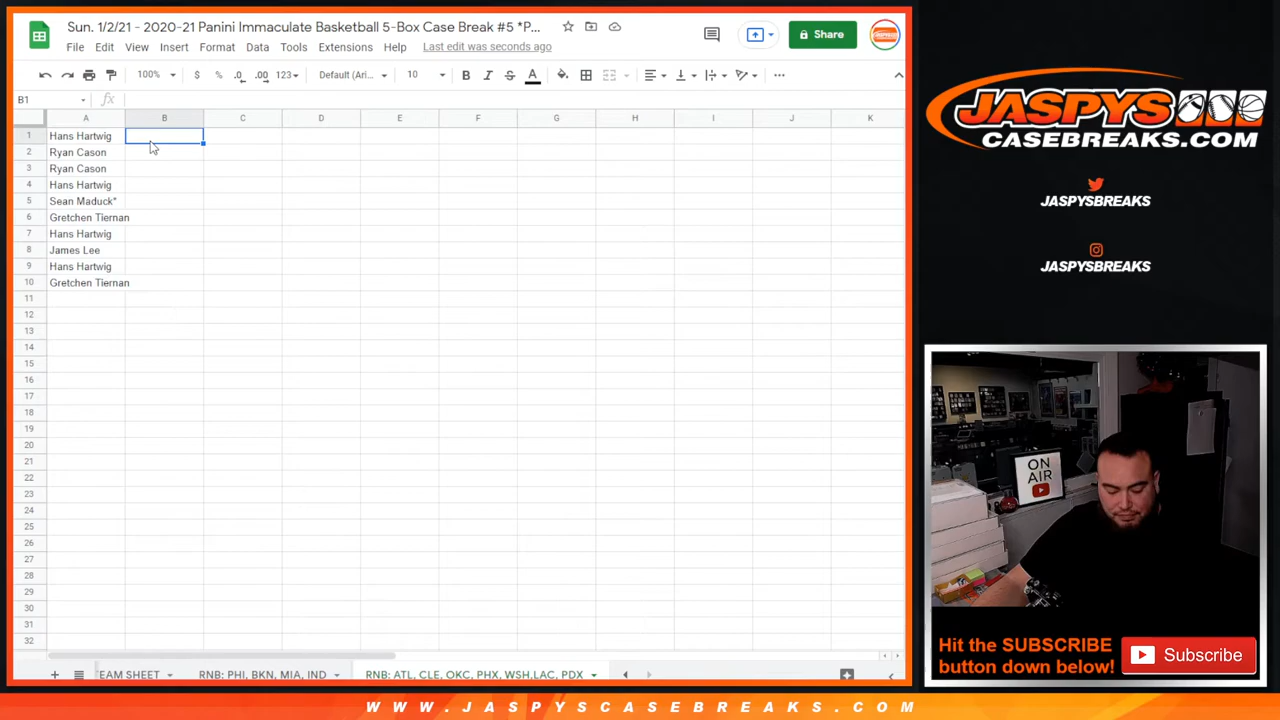 Sun. 1/2/21 - 2020-21 Panini Immaculate Basketball 5-Box Case Break #5 *P...
File Edit View Insert Format Data Tools Extensions Help Last edit was seconds ago
Share
100% $ % .0 .00 123 Default (Ari... 10 B I S A
B1 fx
A B C D E F G H I J K
1 Hans Hartwig
2 Ryan Cason
3 Ryan Cason
4 Hans Hartwig
5 Sean Maduck*
6 Gretchen Tiernan
7 Hans Hartwig
8 James Lee
9 Hans Hartwig
10 Gretchen Tiernan
11
12
13
14
15
16
17
18
19
20
21
22
23
24
25
26
27
28
29
30
31
32
EAM SHEET RNB: PHI, BKN, MIA, IND RNB: ATL, CLE, OKC, PHX, WSH,LAC, PDX
JASPYS
CASEBREAKS.COM
JASPYSBREAKS
JASPYSBREAKS
ON
AIR
Hit the SUBSCRIBE
button down below!
Subscribe
WWW.JASPYSCASEBREAKS.COM